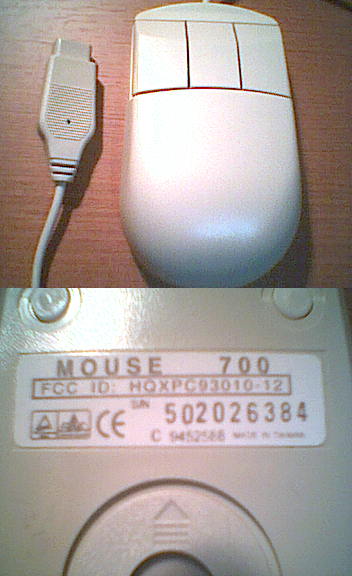 MOUSE 700
FCC ID: HQXPC93010-12
CE S/N 502026384
C 9452588 MADE IN TAIWAN